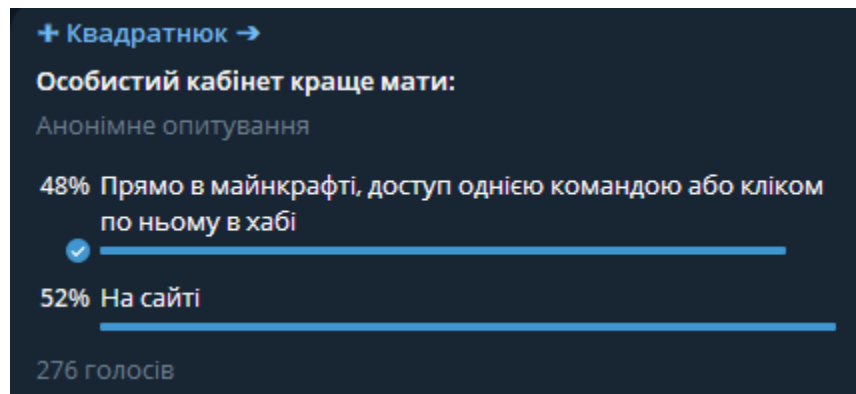 + Квадратнюк →
Особистий кабінет краще мати:
Анонімне опитування
48% Прямо в майнкрафті, доступ однією командою або кліком
по ньому в хабі
52% На сайті
276 голосів